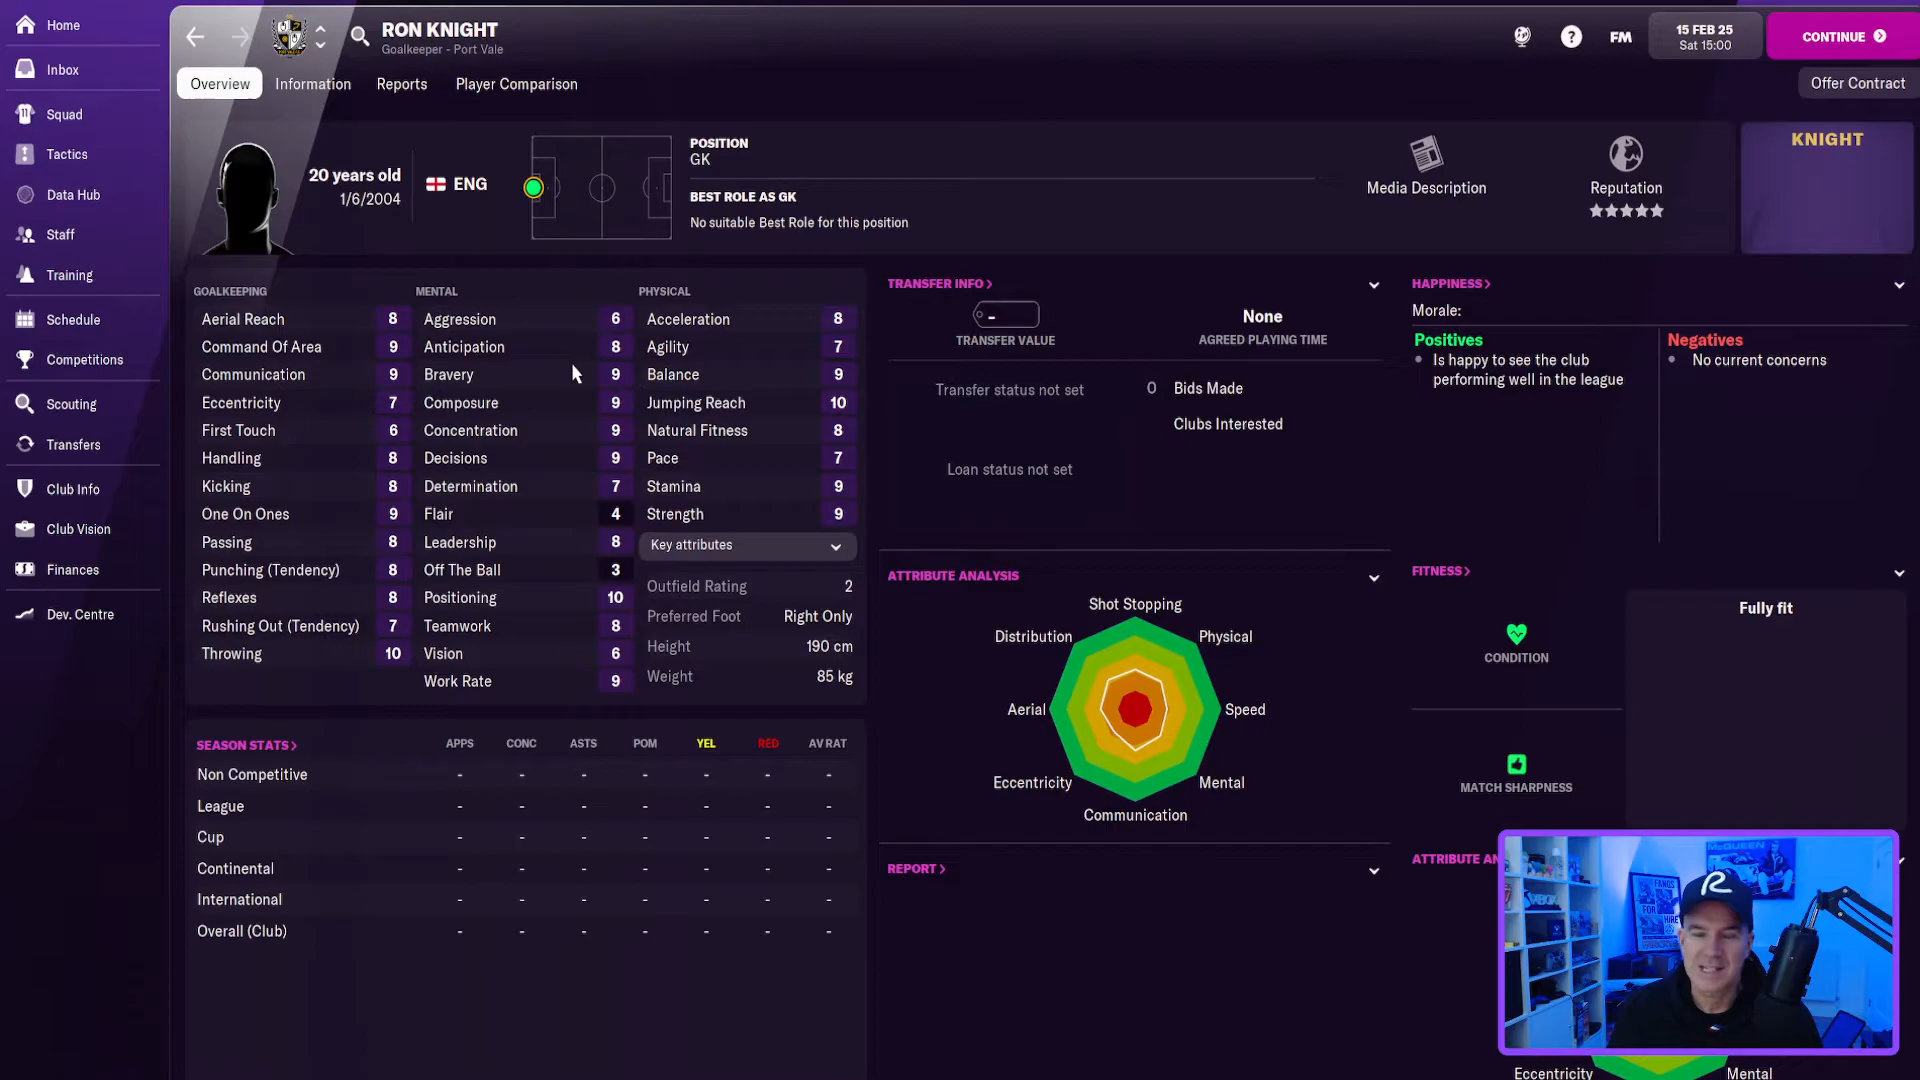 Home
Inbox
Squad
Tactics
Data Hub
Staff
Training
Schedule
Competitions
Scouting
Transfers
Club Info
Club Vision
Finances
Dev. Centre
RON KNIGHT
Goalkeeper - Port Vale
FM
15 FEB 25
Sat 15:00
CONTINUE
Overview
Information
Reports
Player Comparison
Offer Contract
20 years old
1/6/2004
ENG
POSITION
GK
BEST ROLE AS GK
No suitable Best Role for this position
Media Description
Reputation
KNIGHT
GOALKEEPING
Aerial Reach 8
Command Of Area 9
Communication 9
Eccentricity 7
First Touch 6
Handling 8
Kicking 8
One On Ones 9
Passing 8
Punching (Tendency) 8
Reflexes 8
Rushing Out (Tendency) 7
Throwing 10
MENTAL
Aggression 6
Anticipation 8
Bravery 9
Composure 9
Concentration 9
Decisions 9
Determination 7
Flair 4
Leadership 8
Off The Ball 3
Positioning 10
Teamwork 8
Vision 6
Work Rate 9
PHYSICAL
Acceleration 8
Agility 7
Balance 9
Jumping Reach 10
Natural Fitness 8
Pace 7
Stamina 9
Strength 9
Key attributes
Outfield Rating 2
Preferred Foot Right Only
Height 190 cm
Weight 85 kg
TRANSFER INFO >
-
TRANSFER VALUE
None
AGREED PLAYING TIME
Transfer status not set
0 Bids Made
Clubs Interested
Loan status not set
HAPPINESS >
Morale:
Positives
Is happy to see the club
performing well in the league
Negatives
No current concerns
ATTRIBUTE ANALYSIS
Shot Stopping
Distribution
Physical
Aerial
Speed
Eccentricity
Mental
Communication
FITNESS >
Fully fit
CONDITION
MATCH SHARPNESS
SEASON STATS > APPS CONC ASTS POM YEL RED AV RAT
Non Competitive - - - - - - -
League - - - - - - -
Cup - - - - - - -
Continental - - - - - - -
International - - - - - - -
Overall (Club) - - - - - - -
REPORT >
ATTRIBUTE AN
McQUEEN
FANGS
FOR
HIRE
R
Eccentricity
Mental